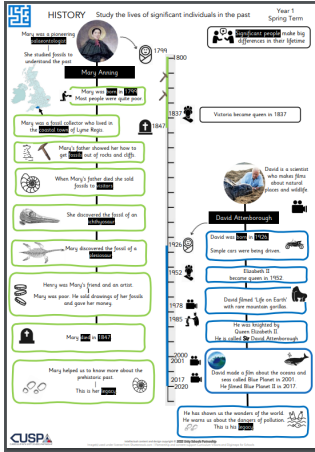 HISTORY
Study the lives of significant individuals in the past
Year 1
Spring Term
Mary was a pioneering
palaeontologist
She studied fossils to
understand the past
Significant people make big
differences in their lifetime
1799
1800
Mary Anning
Mary was born in 1799
Most people were quite poor
1837
Victoria became queen in 1837
Mary was a fossil collector who lived in
the coastal town of Lyme Regis.
1847
Mary's father showed her how to
get fossils out of rocks and cliffs.
When Mary's father died she sold
fossils to visitors
David is a scientist
who makes films
about natural
places and wildlife
She discovered the fossil of an
ichthyosaur
David Attenborough
1926
David was born in 1926.
Simple cars were being driven.
Mary discovered the fossil of a
plesiosaur
1952
Elizabeth II
became queen in 1952.
Henry was Mary's friend and an artist
Mary was poor. He sold drawings of her fossils
and gave her money.
1978
David filmed 'Life on Earth'
with rare mountain gorillas.
1985
He was knighted by
Queen Elizabeth II.
He is called Sir David Attenborough
Mary died in 1847
2000
2001
Mary helped us to know more about the
prehistoric past.
This is her legacy
2017
2020
David made a film about the oceans and
seas called Blue Planet in 2001.
He filmed Blue Planet II in 2017.
He has shown us the wonders of the world.
He warns us about the dangers of pollution.
This is his legacy
CUSP